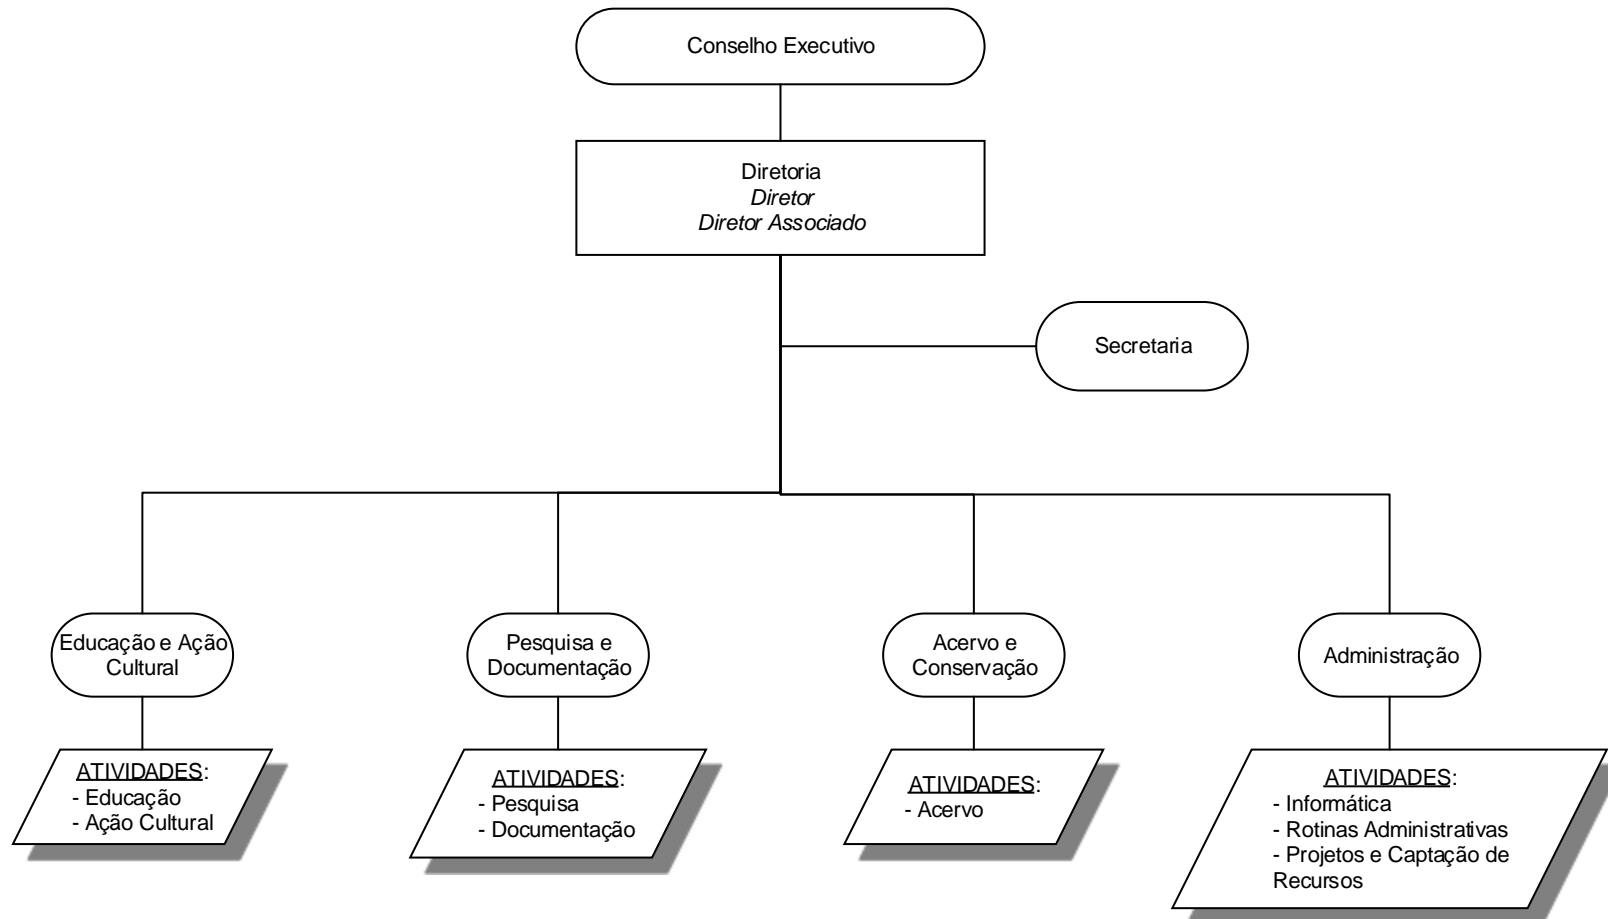 Conselho Executivo
Diretoria
Diretor
Diretor Associado
Secretaria
Educação e Ação
Cultural
Pesquisa e
Documentação
Acervo e
Conservação
Administração
ATIVIDADES:
- Educação
- Ação Cultural
ATIVIDADES:
- Pesquisa
- Documentação
ATIVIDADES:
- Acervo
ATIVIDADES:
- Informática
- Rotinas Administrativas
- Projetos e Captação de
Recursos